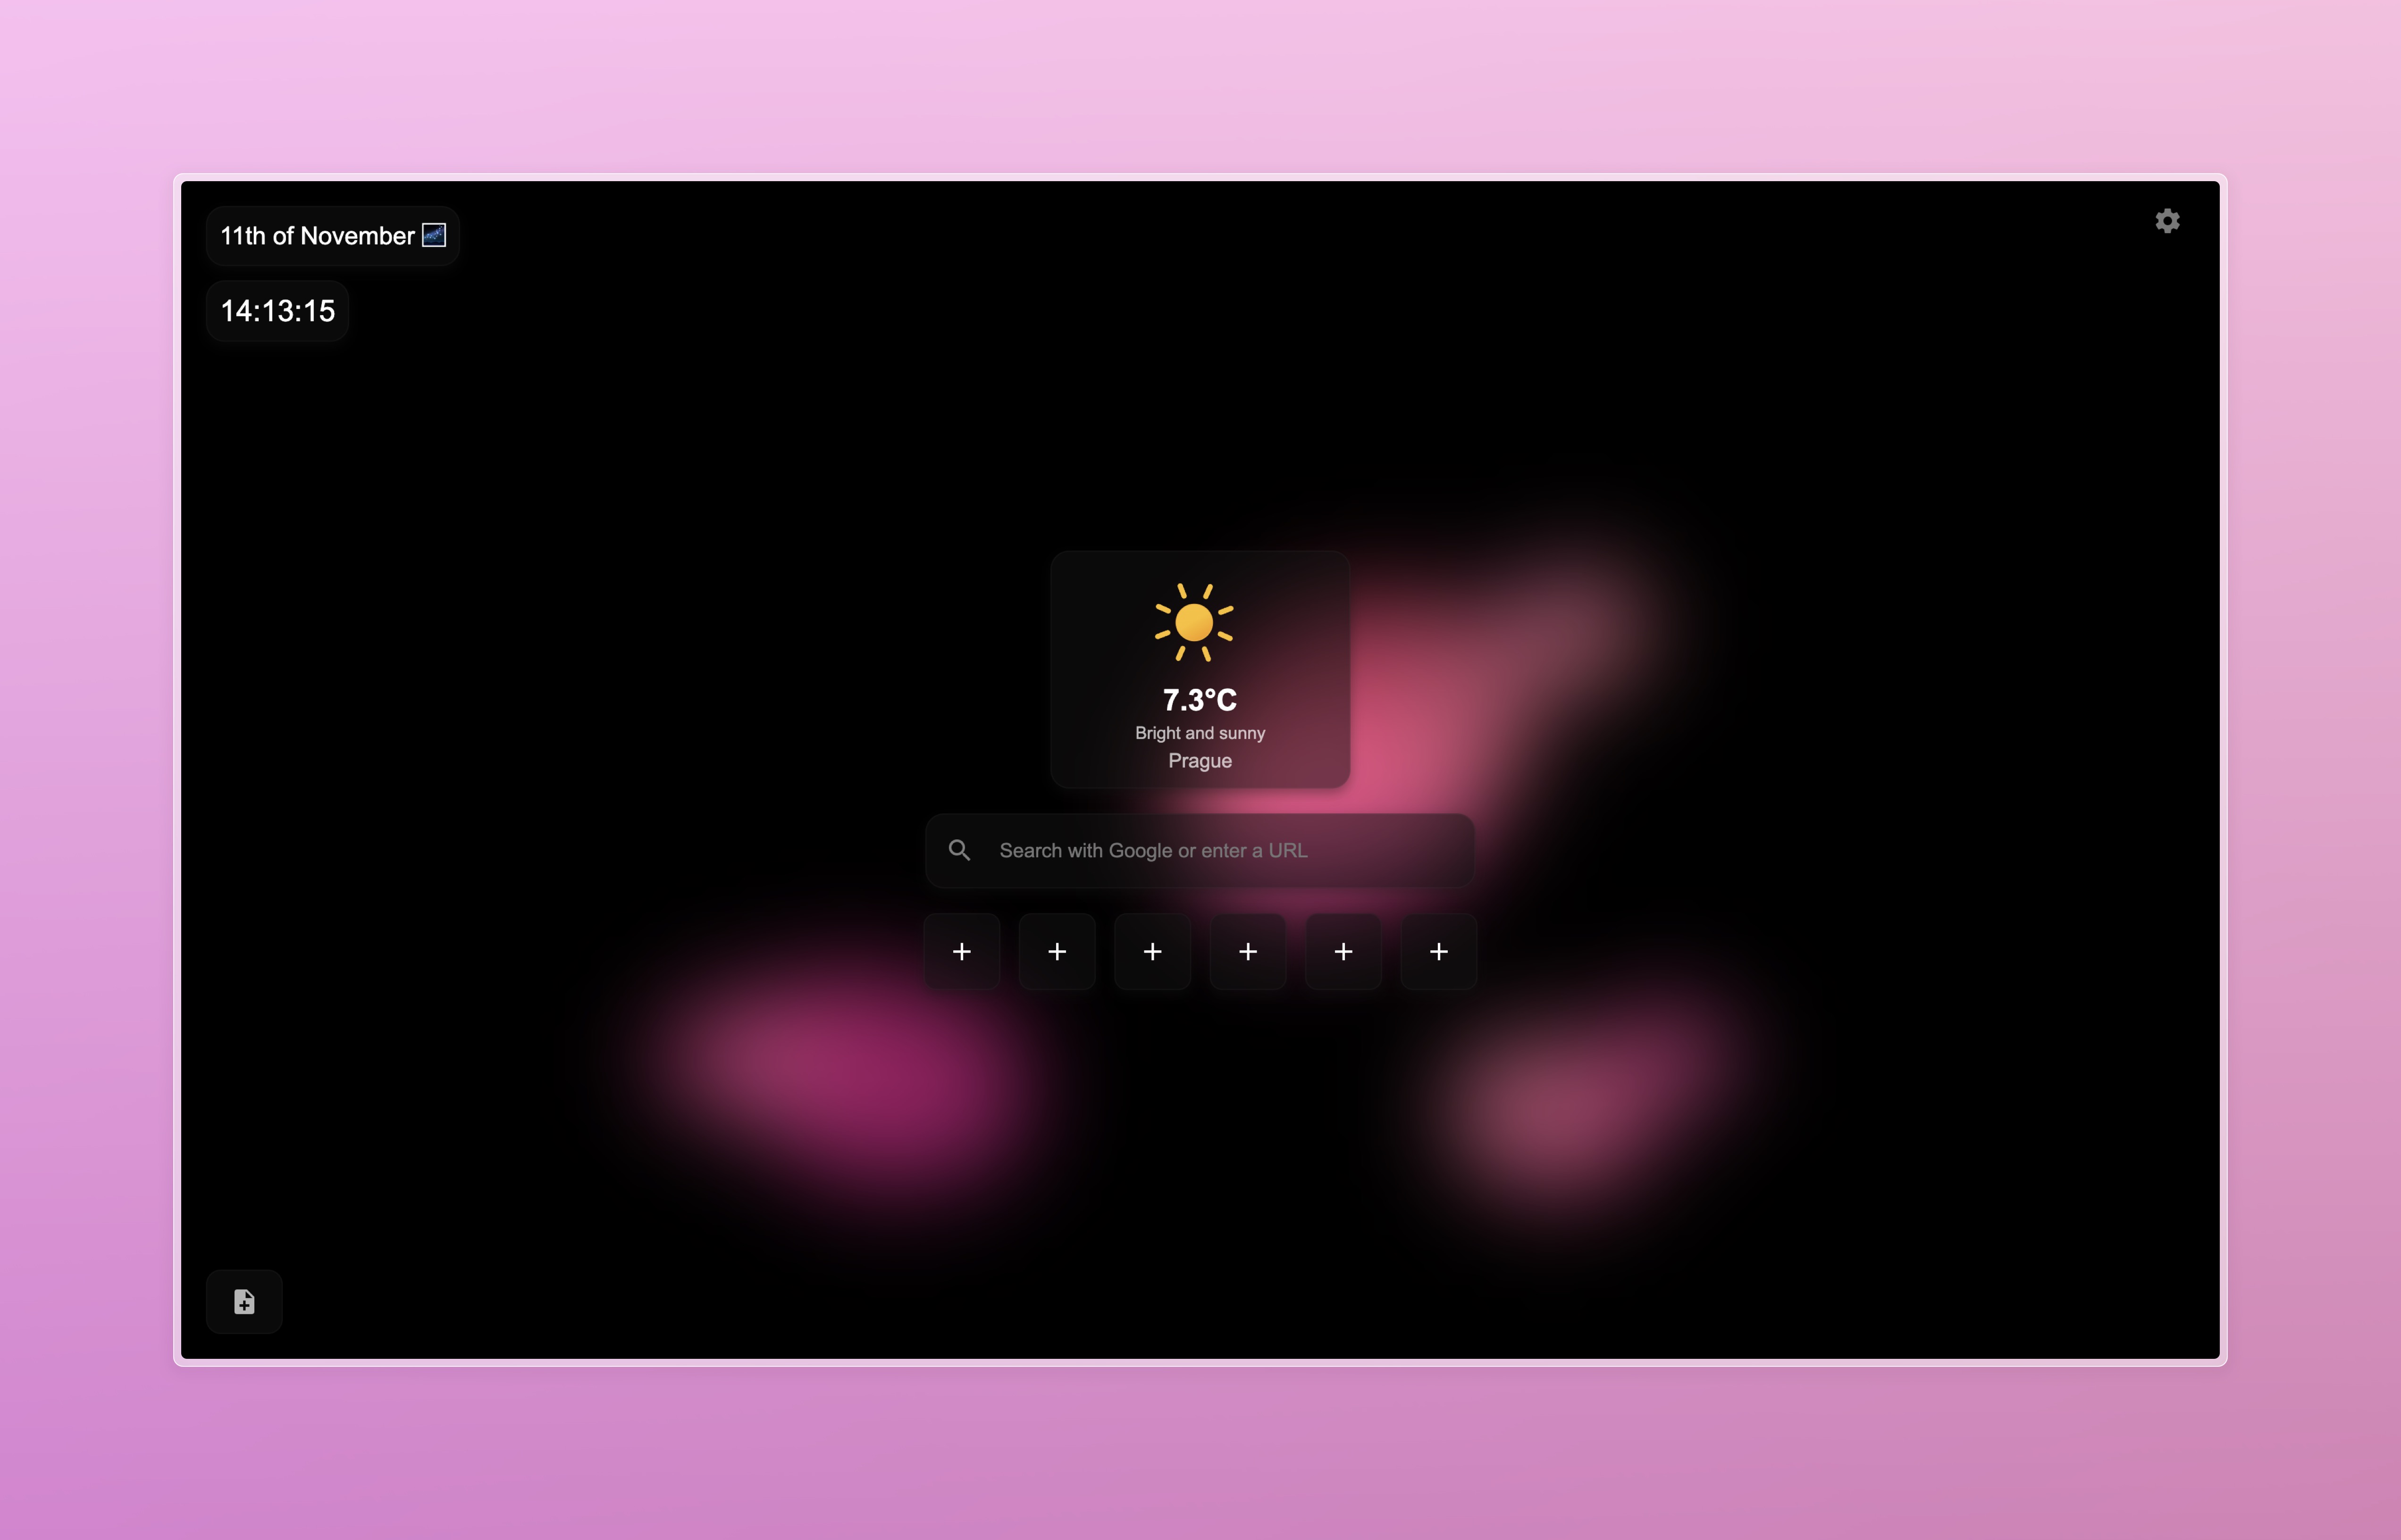 11th of November 🌌
14:13:15
7.3°C
Bright and sunny
Prague
Search with Google or enter a URL
+ + + + + +